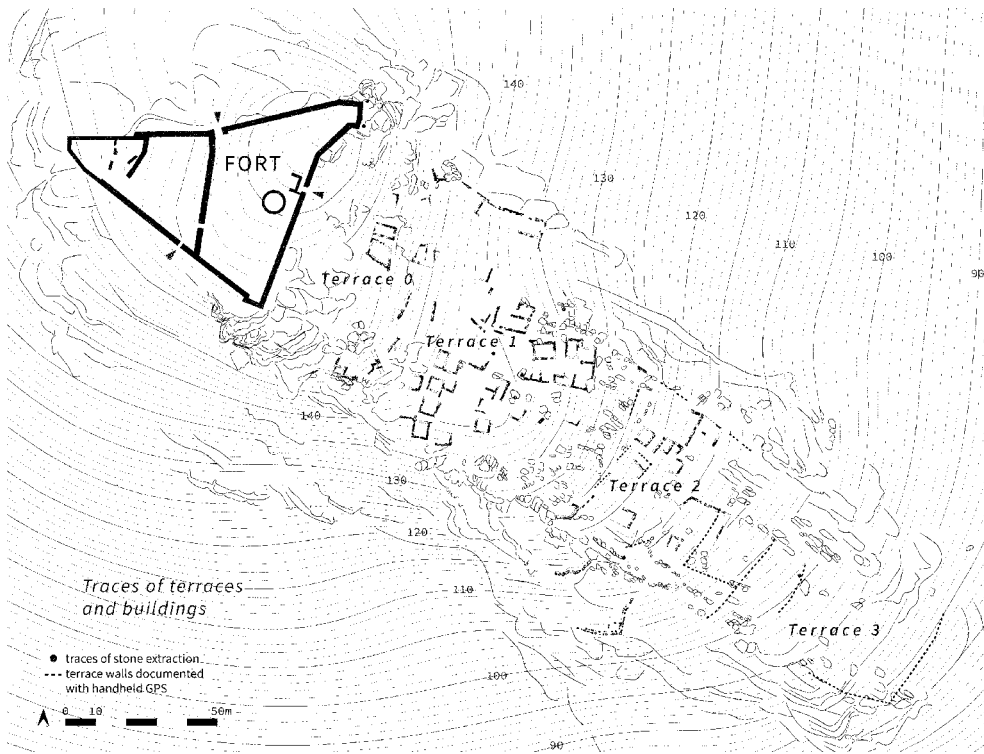 140
FORT
130
120
110
100
90
Terrace 0
Terrace 1
140
130
Terrace 2
120
110
Traces of terraces
and buildings
Terrace 3
traces of stone extraction
terrace walls documented
with handheld GPS
100
0 10 50m
90